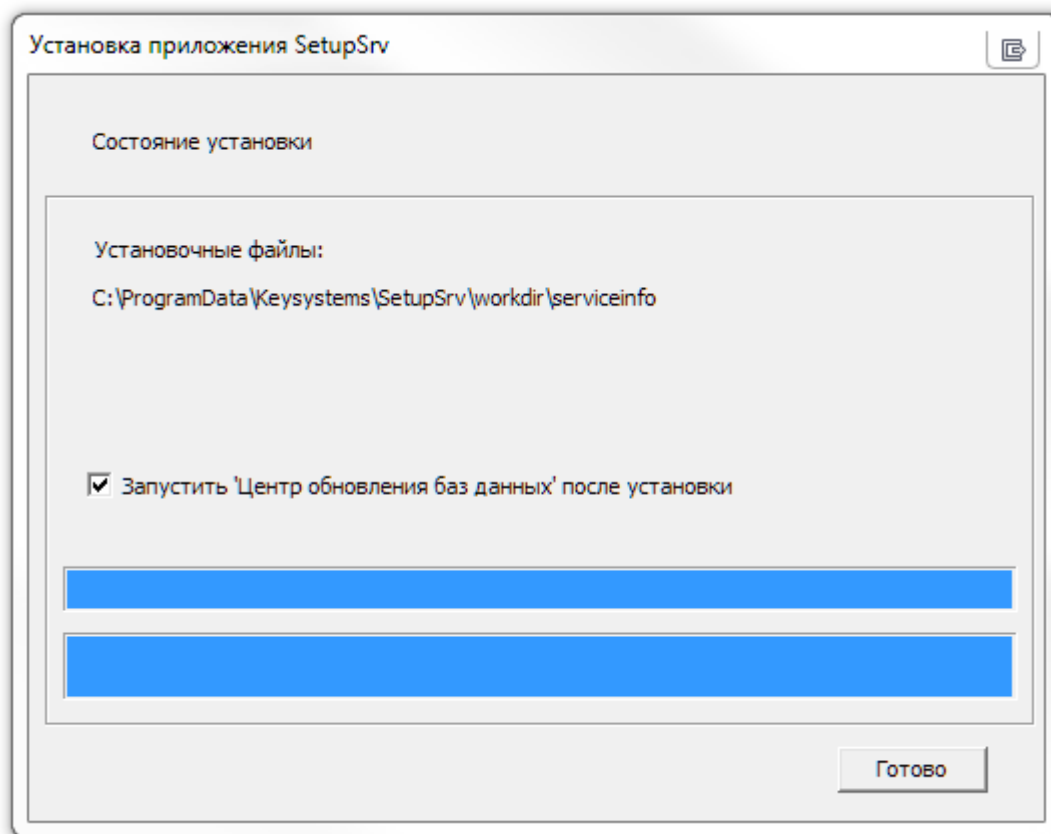 Установка приложения SetupSrv
Состояние установки
Установочные файлы:
C:\ProgramData\Keysystems\SetupSrv\workdir\serviceinfo
Запустить 'Центр обновления баз данных' после установки
Готово